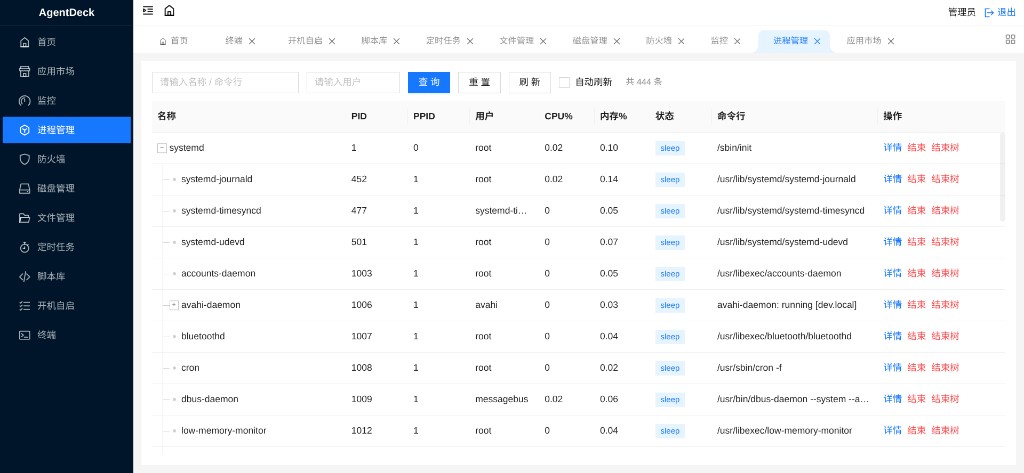 AgentDeck
管理员 退出
首页 终端 开机自启 脚本库 定时任务 文件管理 磁盘管理 防火墙 监控 进程管理 应用市场
首页
应用市场
监控
进程管理
防火墙
磁盘管理
文件管理
定时任务
脚本库
开机自启
终端
请输入名称 / 命令行 请输入用户 查 询 重 置 刷 新 自动刷新 共 444 条
名称 PID PPID 用户 CPU% 内存% 状态 命令行 操作
systemd 1 0 root 0.02 0.10 sleep /sbin/init 详情 结束 结束树
systemd-journald 452 1 root 0.02 0.14 sleep /usr/lib/systemd/systemd-journald 详情 结束 结束树
systemd-timesyncd 477 1 systemd-ti... 0 0.05 sleep /usr/lib/systemd/systemd-timesyncd 详情 结束 结束树
systemd-udevd 501 1 root 0 0.07 sleep /usr/lib/systemd/systemd-udevd 详情 结束 结束树
accounts-daemon 1003 1 root 0 0.05 sleep /usr/libexec/accounts-daemon 详情 结束 结束树
avahi-daemon 1006 1 avahi 0 0.03 sleep avahi-daemon: running [dev.local] 详情 结束 结束树
bluetoothd 1007 1 root 0 0.04 sleep /usr/libexec/bluetooth/bluetoothd 详情 结束 结束树
cron 1008 1 root 0 0.02 sleep /usr/sbin/cron -f 详情 结束 结束树
dbus-daemon 1009 1 messagebus 0.02 0.06 sleep /usr/bin/dbus-daemon --system --a... 详情 结束 结束树
low-memory-monitor 1012 1 root 0 0.04 sleep /usr/libexec/low-memory-monitor 详情 结束 结束树